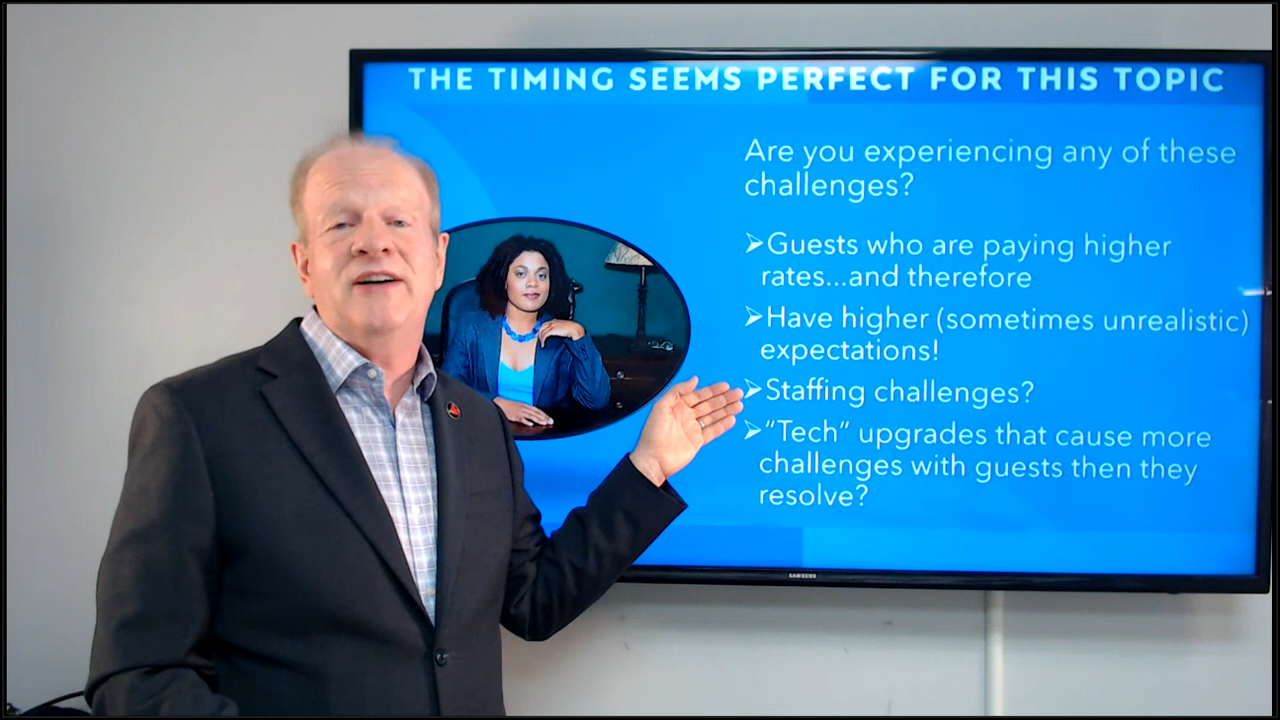 THE TIMING SEEMS PERFECT FOR THIS TOPIC
Are you experiencing any of these
challenges?
➢Guests who are paying higher
rates...and therefore
➢Have higher (sometimes unrealistic)
expectations!
➢Staffing challenges?
➢"Tech" upgrades that cause more
challenges with guests then they
resolve?
SAMSUNG